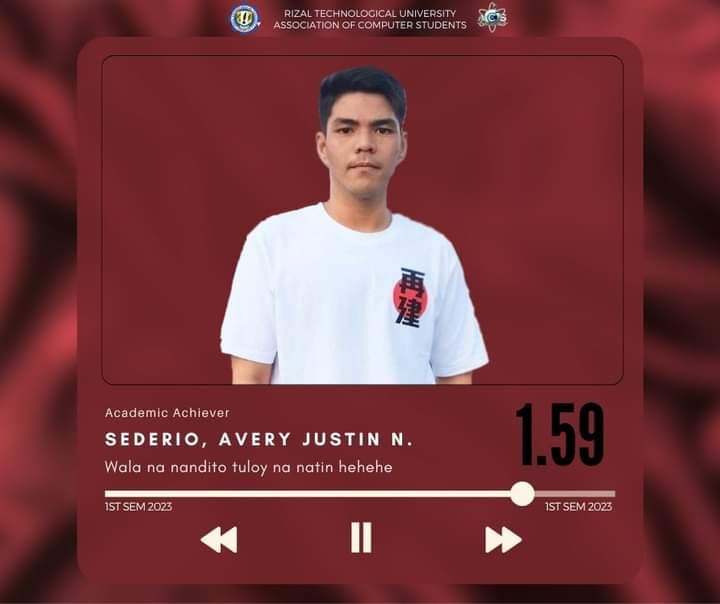 RIZAL TECHNOLOGICAL UNIVERSITY
ASSOCIATION OF COMPUTER STUDENTS
再
建
Academic Achiever
SEDERIO, AVERY JUSTIN N.
1.59
Wala na nandito tuloy na natin hehehe
1ST SEM 2023
1ST SEM 2023